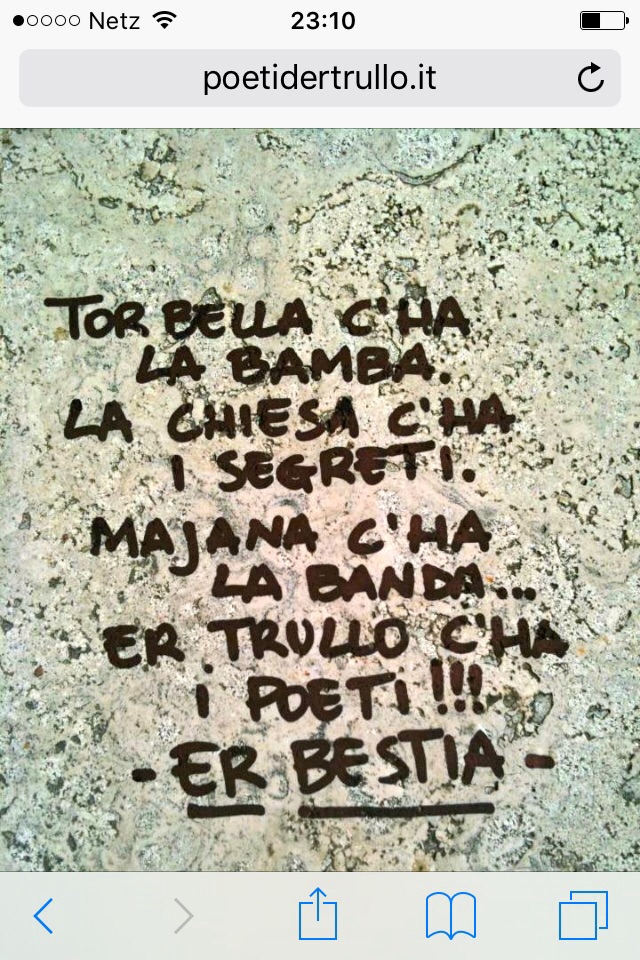 Netz 23:10
poetidertrullo.it
TOR BELLA C'HA
LA BAMBA.
LA CHIESA C'HA
I SEGRETI.
MAJANA C'HA
LA BANDA...
ER TRULLO C'HA
i POETi!!!
- ER BESTIA -